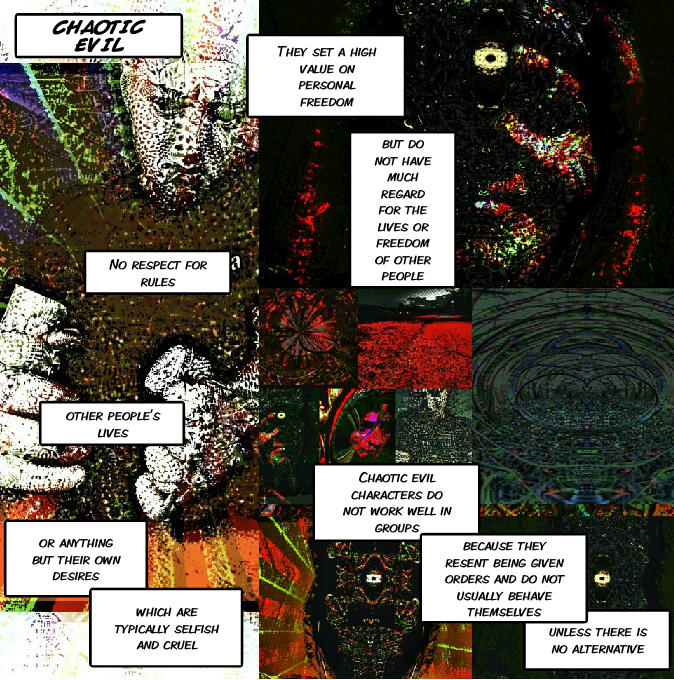 CHAOTIC
EVIL
NO RESPECT FOR
RULES
OTHER PEOPLE'S
LIVES
OR ANYTHING
BUT THEIR OWN
DESIRES
WHICH ARE
TYPICALLY SELFISH
AND CRUEL
THEY SET A HIGH
VALUE ON
PERSONAL
FREEDOM
BUT DO
NOT HAVE
MUCH
REGARD
FOR THE
LIVES OR
FREEDOM
OF OTHER
PEOPLE
CHAOTIC EVIL
CHARACTERS DO
NOT WORK WELL IN
GROUPS
BECAUSE THEY
RESENT BEING GIVEN
ORDERS AND DO NOT
USUALLY BEHAVE
THEMSELVES
UNLESS THERE IS
NO ALTERNATIVE